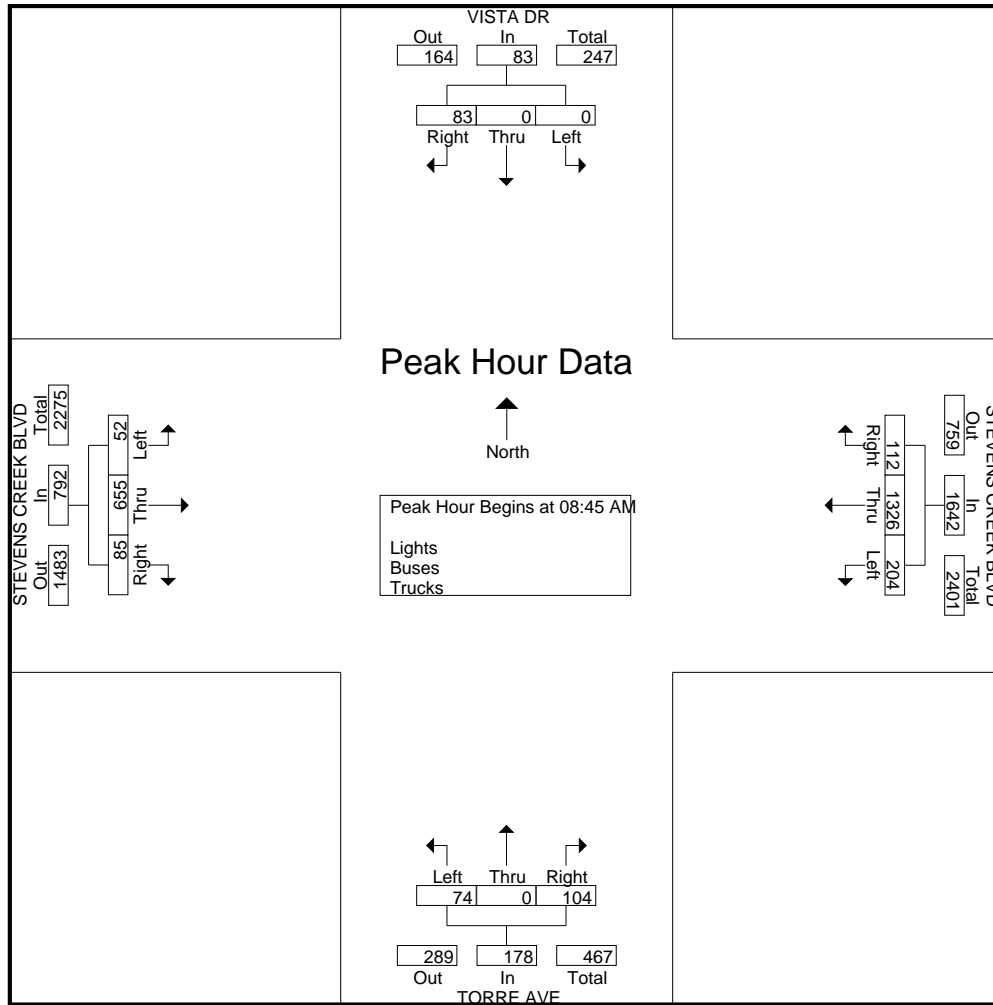 VISTA DR
Out In Total
164 83 247
83 0 0
Right Thru Left
Peak Hour Data
North
Peak Hour Begins at 08:45 AM
Lights
Buses
Trucks
STEVENS CREEK BLVD
Out In Total
1483 792 2275
Right Thru Left
85 655 52
STEVENS CREEK BLVD
Out In Total
759 1642 2401
112 1326 204
Right Thru Left
Left Thru Right
74 0 104
289 178 467
Out In Total
TORRE AVE